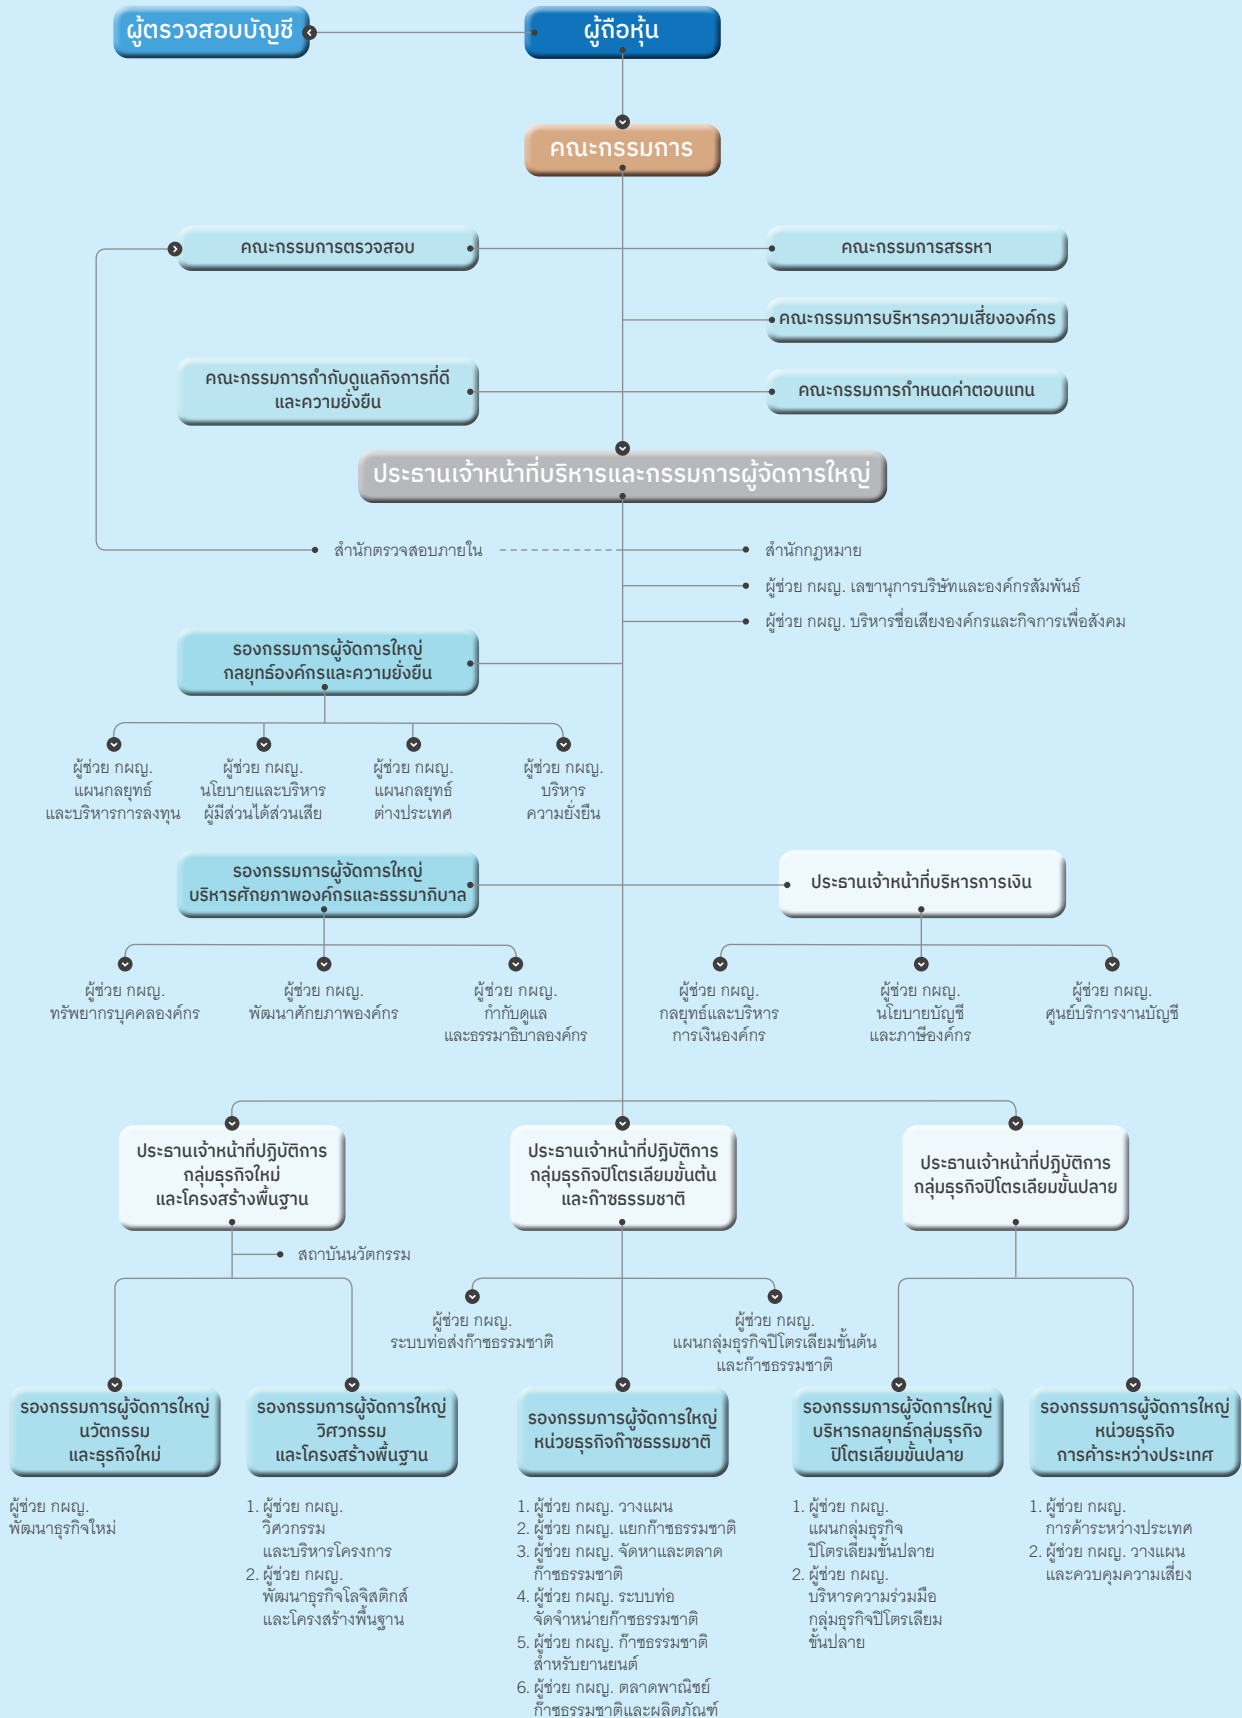 ผู้ตรวจสอบบัญชี
ผู้ถือหุ้น
คณะกรรมการ
คณะกรรมการตรวจสอบ
คณะกรรมการสรรหา
คณะกรรมการบริหารความเสี่ยงองค์กร
คณะกรรมการกำกับดูแลกิจการที่ดี
และความยั่งยืน
คณะกรรมการกำหนดค่าตอบแทน
ประธานเจ้าหน้าที่บริหารและกรรมการผู้จัดการใหญ่
สำนักตรวจสอบภายใน
สำนักกฎหมาย
ผู้ช่วย กผญ. เลขานุการบริษัทและองค์กรสัมพันธ์
ผู้ช่วย กผญ. บริหารชื่อเสียงองค์กรและกิจการเพื่อสังคม
รองกรรมการผู้จัดการใหญ่
กลยุทธ์องค์กรและความยั่งยืน
ผู้ช่วย กผญ.
แผนกลยุทธ์
และบริหารการลงทุน
ผู้ช่วย กผญ.
นโยบายและบริหาร
ผู้มีส่วนได้ส่วนเสีย
ผู้ช่วย กผญ.
แผนกลยุทธ์
ต่างประเทศ
ผู้ช่วย กผญ.
บริหาร
ความยั่งยืน
รองกรรมการผู้จัดการใหญ่
บริหารศักยภาพองค์กรและธรรมาภิบาล
ประธานเจ้าหน้าที่บริหารการเงิน
ผู้ช่วย กผญ.
ทรัพยากรบุคคลองค์กร
ผู้ช่วย กผญ.
พัฒนาศักยภาพองค์กร
ผู้ช่วย กผญ.
กำกับดูแล
และธรรมาธิบาลองค์กร
ผู้ช่วย กผญ.
กลยุทธ์และบริหาร
การเงินองค์กร
ผู้ช่วย กผญ.
นโยบายบัญชี
และภาษีองค์กร
ผู้ช่วย กผญ.
ศูนย์บริการงานบัญชี
ประธานเจ้าหน้าที่ปฏิบัติการ
กลุ่มธุรกิจใหม่
และโครงสร้างพื้นฐาน
ประธานเจ้าหน้าที่ปฏิบัติการ
กลุ่มธุรกิจปิโตรเลียมขั้นต้น
และก๊าซธรรมชาติ
ประธานเจ้าหน้าที่ปฏิบัติการ
กลุ่มธุรกิจปิโตรเลียมขั้นปลาย
สถาบันนวัตกรรม
ผู้ช่วย กผญ.
ระบบท่อส่งก๊าซธรรมชาติ
ผู้ช่วย กผญ.
แผนกลุ่มธุรกิจปิโตรเลียมขั้นต้น
และก๊าซธรรมชาติ
รองกรรมการผู้จัดการใหญ่
นวัตกรรม
และธุรกิจใหม่
รองกรรมการผู้จัดการใหญ่
วิศวกรรม
และโครงสร้างพื้นฐาน
รองกรรมการผู้จัดการใหญ่
หน่วยธุรกิจก๊าซธรรมชาติ
รองกรรมการผู้จัดการใหญ่
บริหารกลยุทธ์กลุ่มธุรกิจ
ปิโตรเลียมขั้นปลาย
รองกรรมการผู้จัดการใหญ่
หน่วยธุรกิจ
การค้าระหว่างประเทศ
ผู้ช่วย กผญ.
พัฒนาธุรกิจใหม่
1. ผู้ช่วย กผญ.
วิศวกรรม
และบริหารโครงการ
2. ผู้ช่วย กผญ.
พัฒนาธุรกิจโลจิสติกส์
และโครงสร้างพื้นฐาน
1. ผู้ช่วย กผญ. วางแผน
2. ผู้ช่วย กผญ. แยกก๊าซธรรมชาติ
3. ผู้ช่วย กผญ. จัดหาและตลาด
ก๊าซธรรมชาติ
4. ผู้ช่วย กผญ. ระบบท่อ
จัดจำหน่ายก๊าซธรรมชาติ
5. ผู้ช่วย กผญ. ก๊าซธรรมชาติ
สำหรับยานยนต์
6. ผู้ช่วย กผญ. ตลาดพาณิชย์
ก๊าซธรรมชาติและผลิตภัณฑ์
1. ผู้ช่วย กผญ.
แผนกลุ่มธุรกิจ
ปิโตรเลียมขั้นปลาย
2. ผู้ช่วย กผญ.
บริหารความร่วมมือ
กลุ่มธุรกิจปิโตรเลียม
ขั้นปลาย
1. ผู้ช่วย กผญ.
การค้าระหว่างประเทศ
2. ผู้ช่วย กผญ. วางแผน
และควบคุมความเสี่ยง